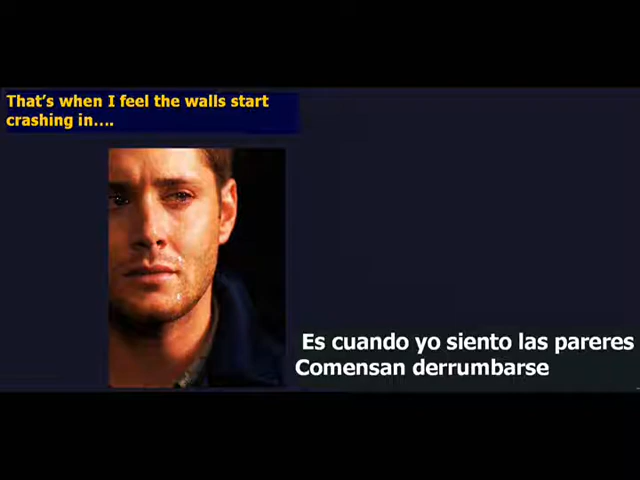 That's when I feel the walls start
crashing in....
Es cuando yo siento las pareres
Comensan derrumbarse